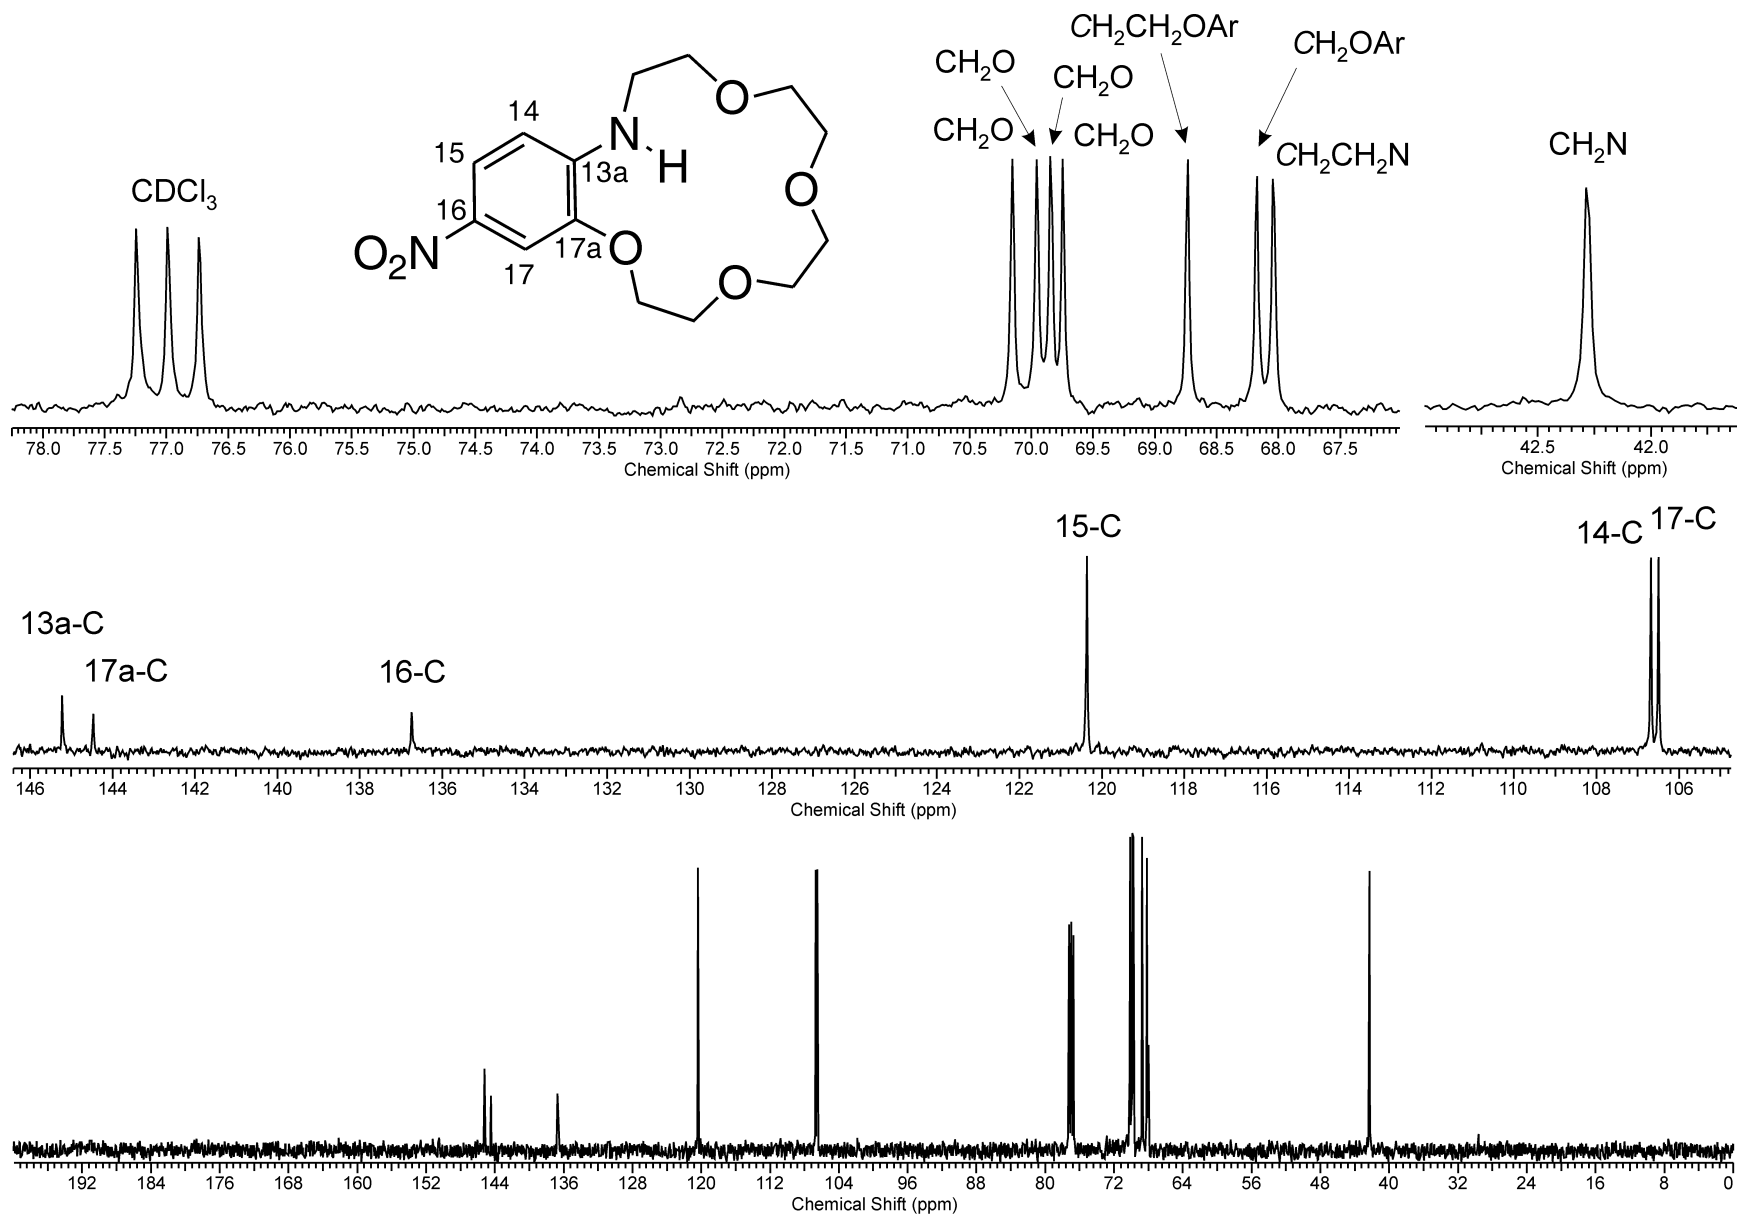 CH₂CH₂OAr
CH₂OAr
CH₂O
CH₂O
CH₂O
CH₂O
CH₂CH₂N
CH₂N
CDCl₃
O
14
N
H
15
13a
O
16
O₂N
17a
O
17
O
78.0 77.5 77.0 76.5 76.0 75.5 75.0 74.5 74.0 73.5 73.0 72.5 72.0 71.5 71.0 70.5 70.0 69.5 69.0 68.5 68.0 67.5
Chemical Shift (ppm)
42.5 42.0
Chemical Shift (ppm)
15-C
14-C
17-C
13a-C
17a-C
16-C
146 144 142 140 138 136 134 132 130 128 126 124 122 120 118 116 114 112 110 108 106
Chemical Shift (ppm)
192 184 176 168 160 152 144 136 128 120 112 104 96 88 80 72 64 56 48 40 32 24 16 8 0
Chemical Shift (ppm)